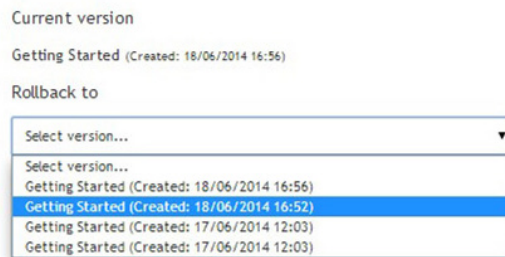 Current version
Getting Started (Created: 18/06/2014 16:56)
Rollback to
Select version...
Select version...
Getting Started (Created: 18/06/2014 16:56)
Getting Started (Created: 18/06/2014 16:52)
Getting Started (Created: 17/06/2014 12:03)
Getting Started (Created: 17/06/2014 12:03)